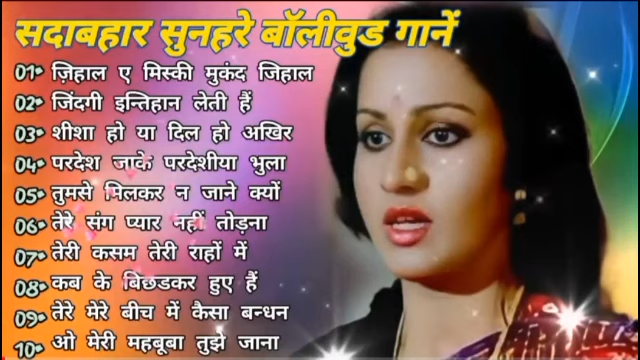 सदाबहार सुनहरे बॉलीवुड गानें
01• ज़िहाल ए मिस्की मुकंद जिहाल
02• जिंदगी इन्तिहान लेती हैं
03• शीशा हो या दिल हो अखिर
04• परदेश जाके परदेशीया भुला
05• तुमसे मिलकर न जाने क्यों
06• तेरे संग प्यार नहीं तोड़ना
07• तेरी कसम तेरी राहों में
08• कब के बिछडकर हुए हैं
09• तेरे मेरे बीच में कैसा बन्धन
10• ओ मेरी महबूबा तुझे जाना